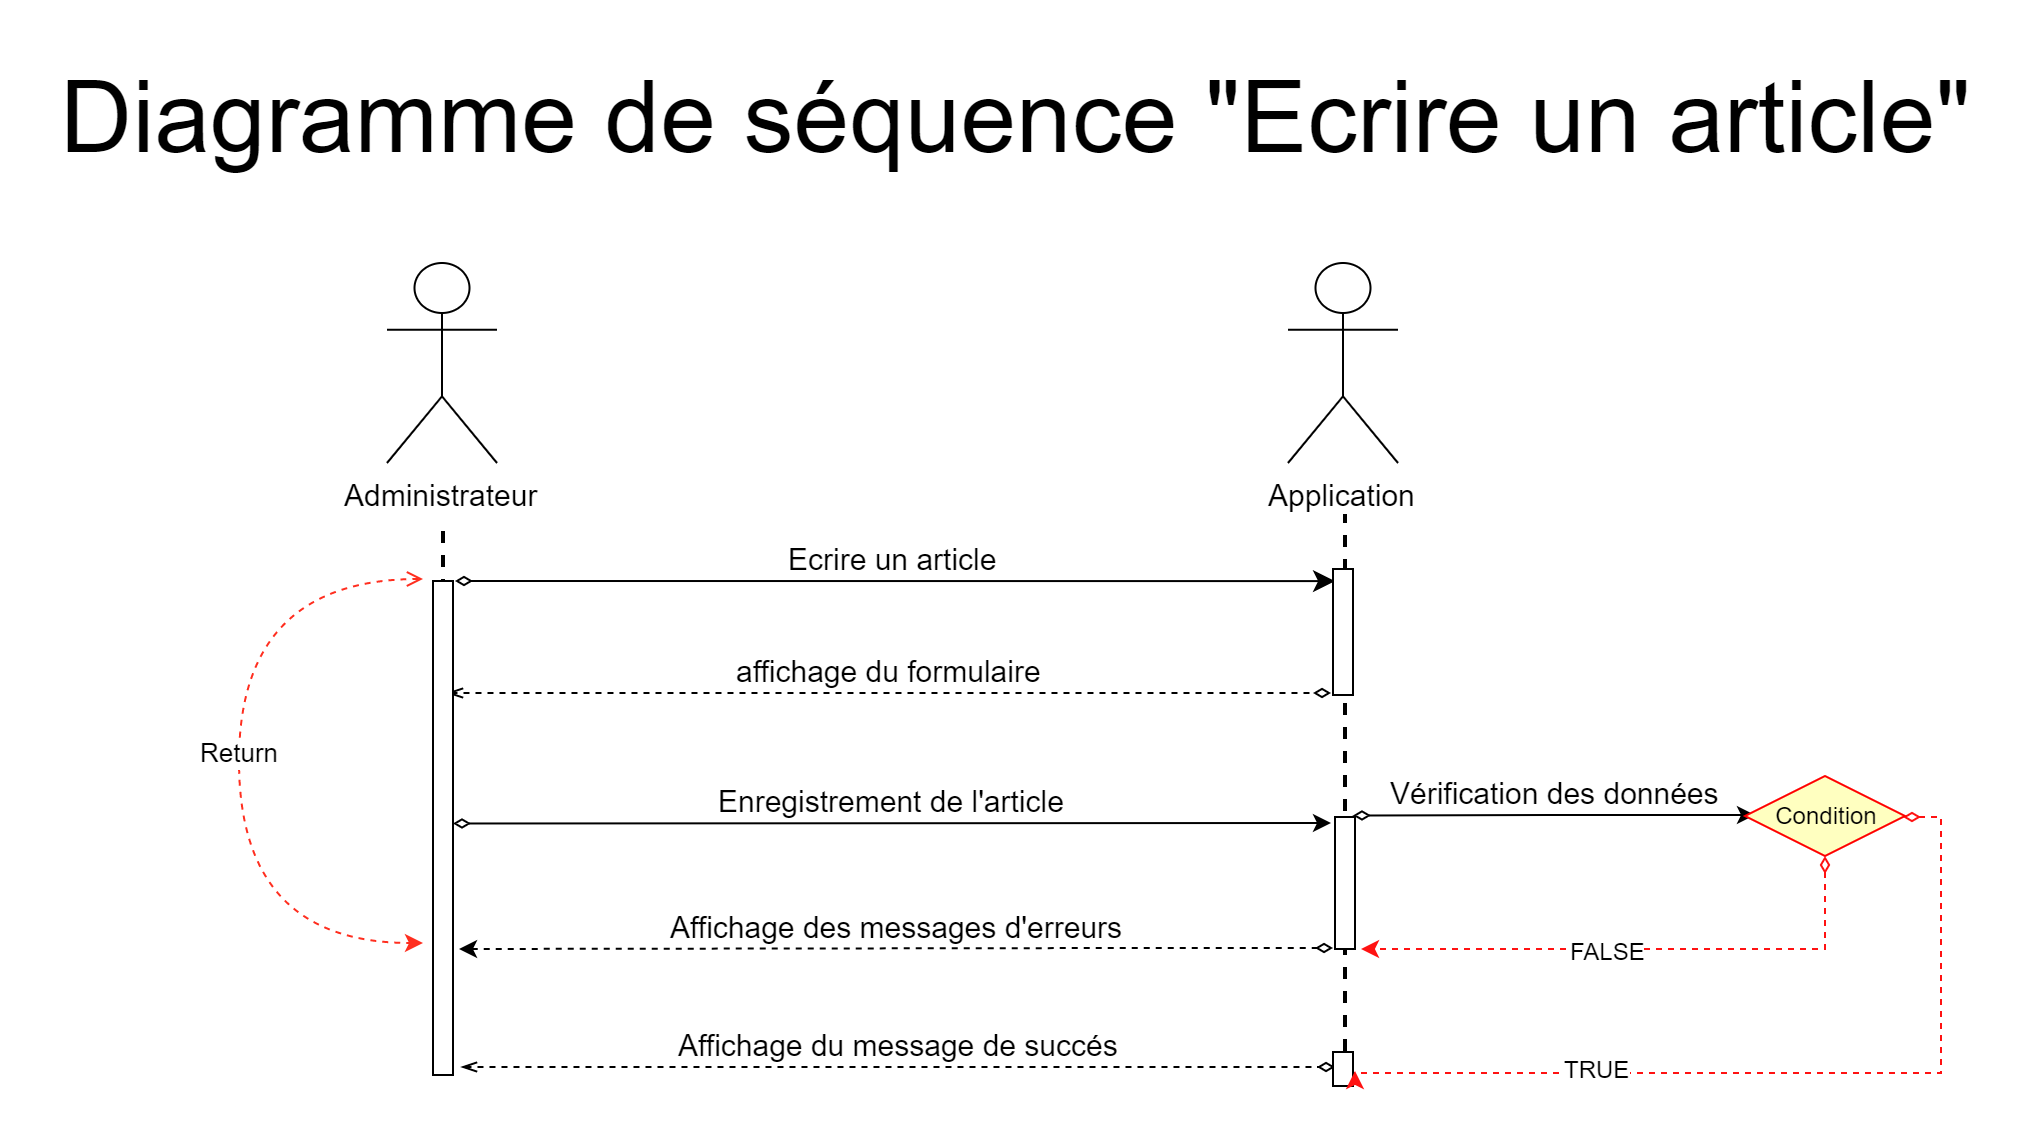 Diagramme de séquence "Ecrire un article"
Administrateur
Application
Ecrire un article
affichage du formulaire
Return
Enregistrement de l'article
Vérification des données
Condition
Affichage des messages d'erreurs
FALSE
Affichage du message de succés
TRUE